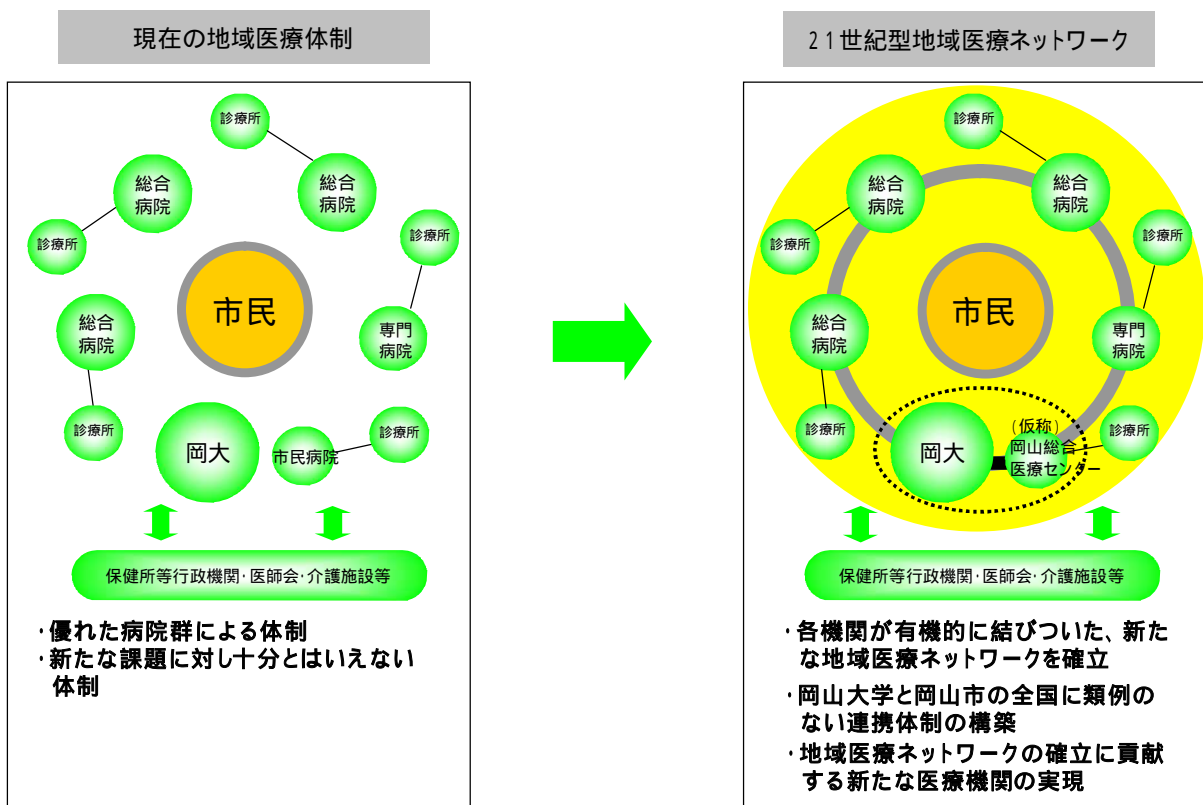 現在の地域医療体制
診療所
総合
病院
総合
病院
診療所
診療所
市民
総合
病院
専門
病院
診療所
岡大
市民病院
診療所
保健所等行政機関・医師会・介護施設等
・優れた病院群による体制
・新たな課題に対し十分とはいえない
体制
21世紀型地域医療ネットワーク
診療所
総合
病院
総合
病院
診療所
診療所
市民
総合
病院
専門
病院
診療所
岡大
(仮称)
岡山総合
医療センター
診療所
保健所等行政機関・医師会・介護施設等
・各機関が有機的に結びついた、新た
な地域医療ネットワークを確立
・岡山大学と岡山市の全国に類例の
ない連携体制の構築
・地域医療ネットワークの確立に貢献
する新たな医療機関の実現